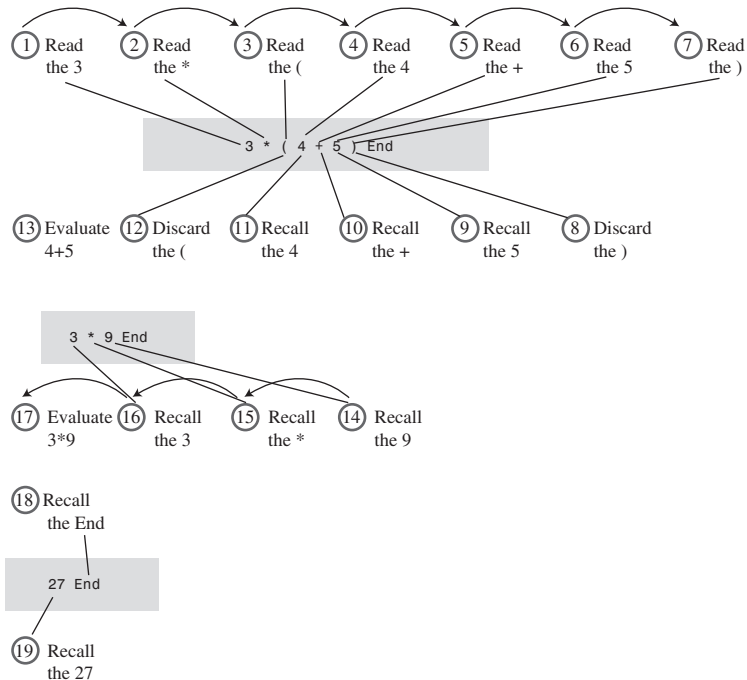 1 Read the 3
2 Read the *
3 Read the (
4 Read the 4
5 Read the +
6 Read the 5
7 Read the )
3 * ( 4 + 5 ) End
13 Evaluate 4+5
12 Discard the (
11 Recall the 4
10 Recall the +
9 Recall the 5
8 Discard the )
3 * 9 End
17 Evaluate 3*9
16 Recall the 3
15 Recall the *
14 Recall the 9
18 Recall the End
27 End
19 Recall the 27